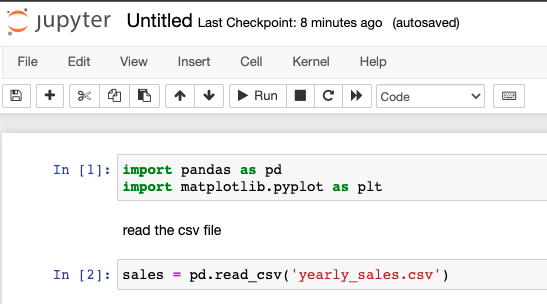 jupyter Untitled Last Checkpoint: 8 minutes ago (autosaved)
File Edit View Insert Cell Kernel Help
Run Code
In [1]: import pandas as pd
import matplotlib.pyplot as plt
read the csv file
In [2]: sales = pd.read_csv('yearly_sales.csv')